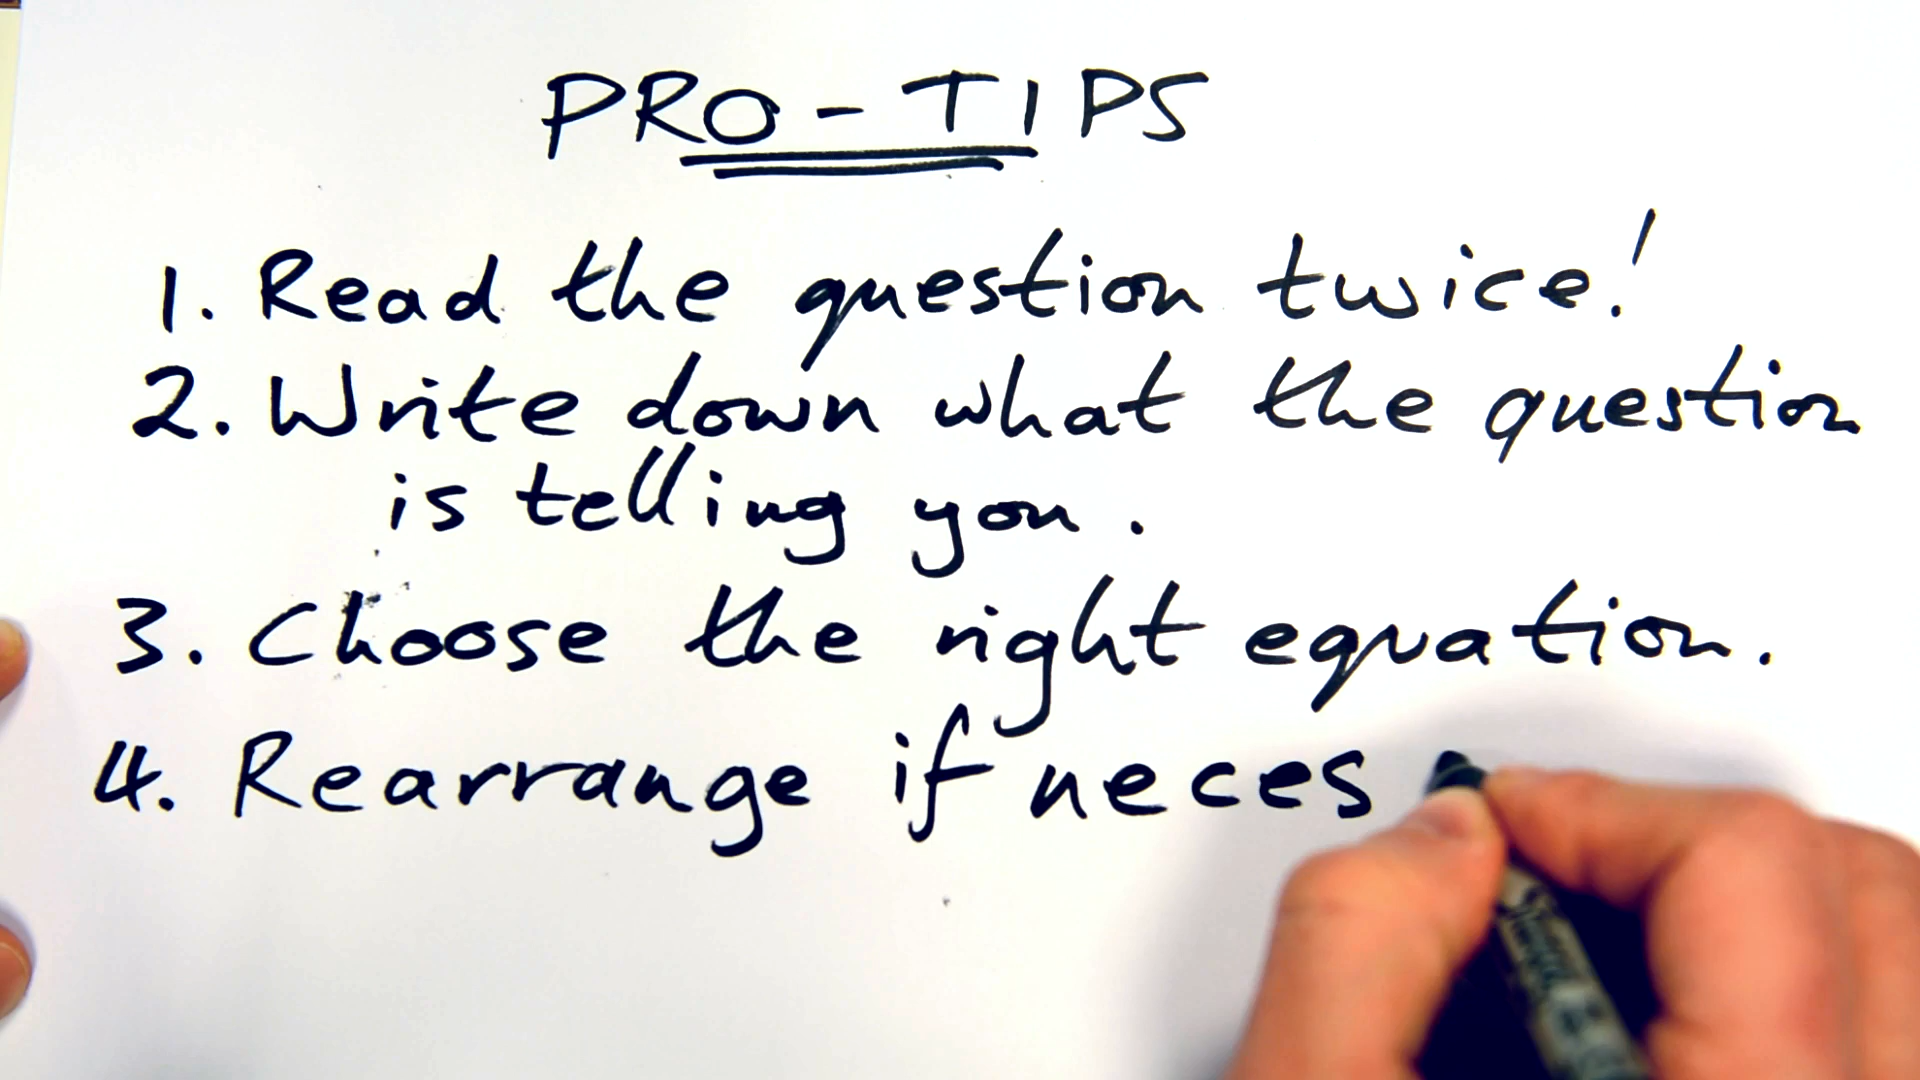 PRO-TIPS
1. Read the question twice!
2. Write down what the question
is telling you.
3. Choose the right equation.
4. Rearrange if neces